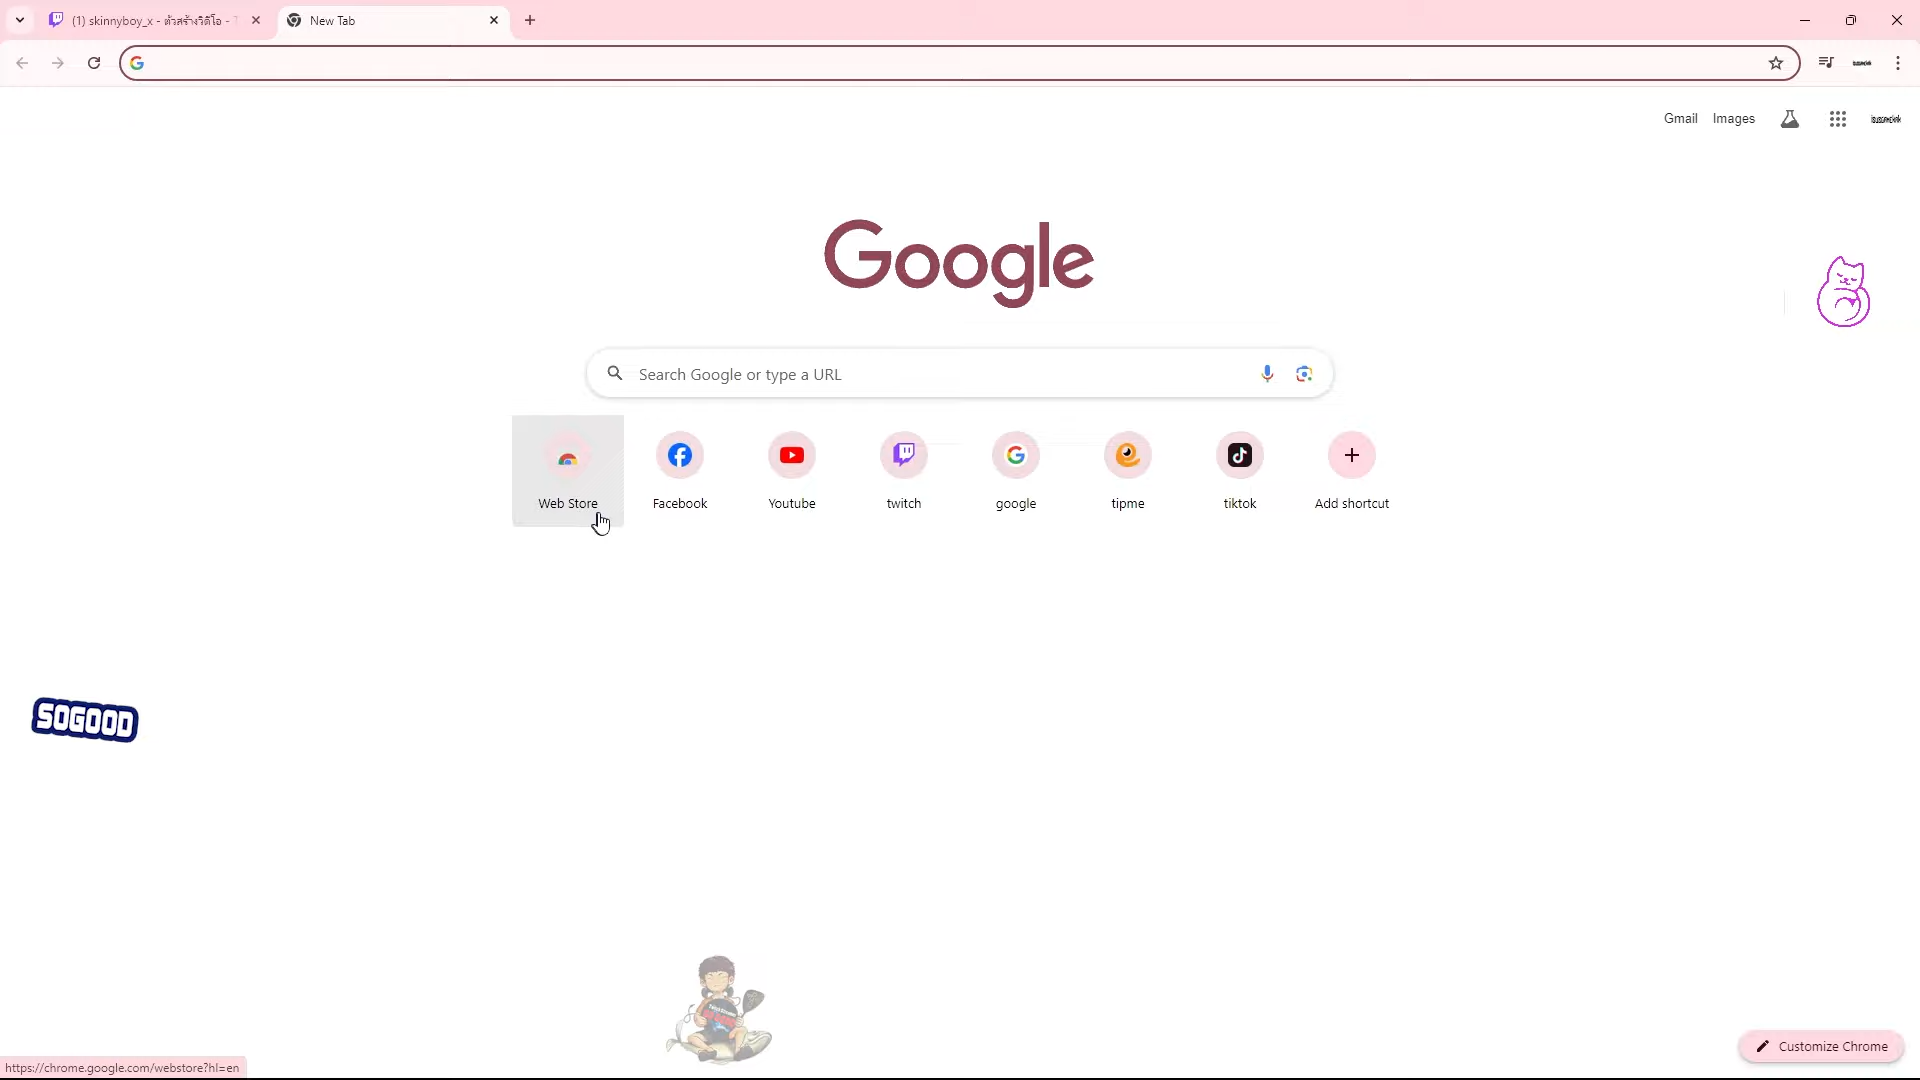 (1) skinnyboy_x - ตัวสร้างวิดีโอ - T
New Tab
Gmail
Images
Google
Search Google or type a URL
Web Store
Facebook
Youtube
twitch
google
tipme
tiktok
Add shortcut
SOGOOD
Customize Chrome
https://chrome.google.com/webstore?hl=en